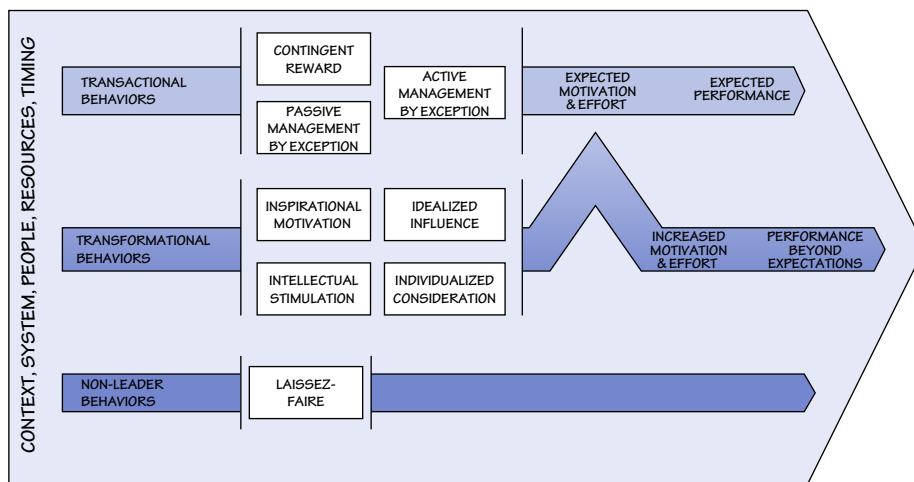 CONTEXT, SYSTEM, PEOPLE, RESOURCES, TIMING
TRANSACTIONAL
BEHAVIORS
CONTINGENT
REWARD
PASSIVE
MANAGEMENT
BY EXCEPTION
ACTIVE
MANAGEMENT
BY EXCEPTION
EXPECTED
MOTIVATION
& EFFORT
EXPECTED
PERFORMANCE
TRANSFORMATIONAL
BEHAVIORS
INSPIRATIONAL
MOTIVATION
IDEALIZED
INFLUENCE
INTELLECTUAL
STIMULATION
INDIVIDUALIZED
CONSIDERATION
INCREASED
MOTIVATION
& EFFORT
PERFORMANCE
BEYOND
EXPECTATIONS
NON-LEADER
BEHAVIORS
LAISSEZ-
FAIRE